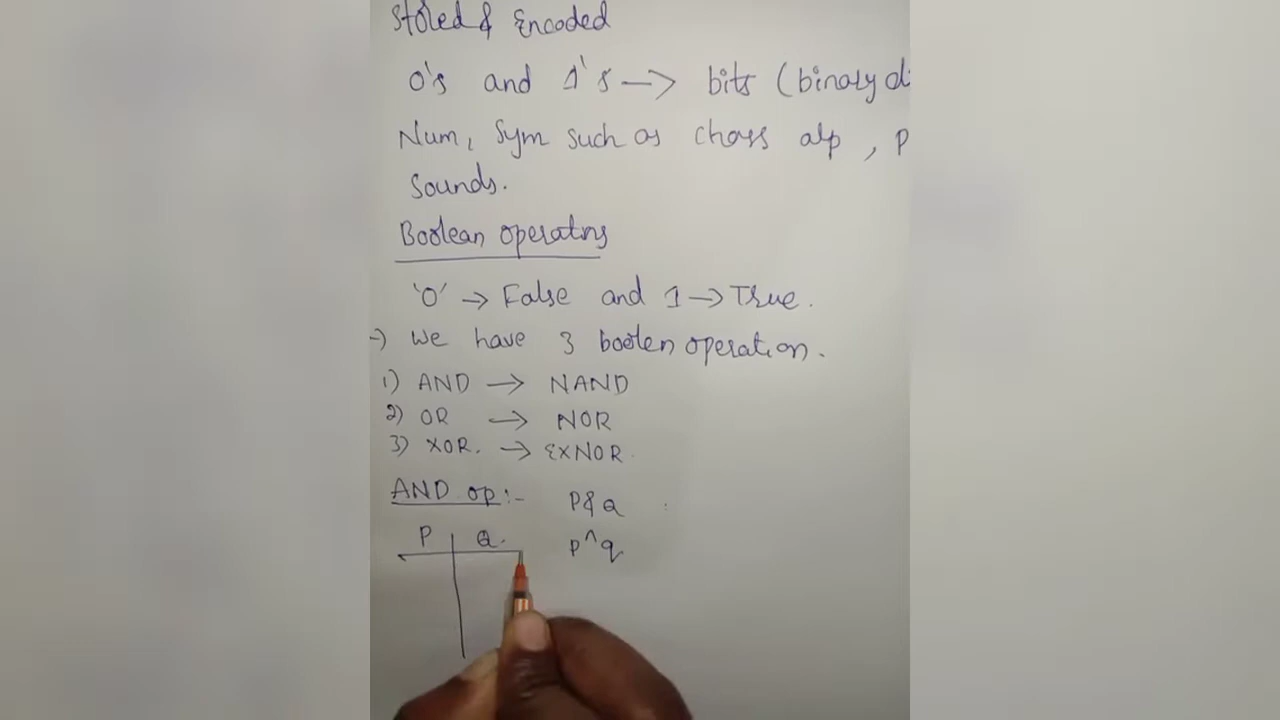 Stored & Encoded
0's and 1's → bits (binary di
Num, Sym such as chars alp, P
Sounds.
Boolean operatns
'0' → False and 1 → True.
→) We have 3 boolen operation.
1) AND → NAND
2) OR → NOR
3) XOR. → EXNOR.
AND op:- P&Q
P Q. p^q